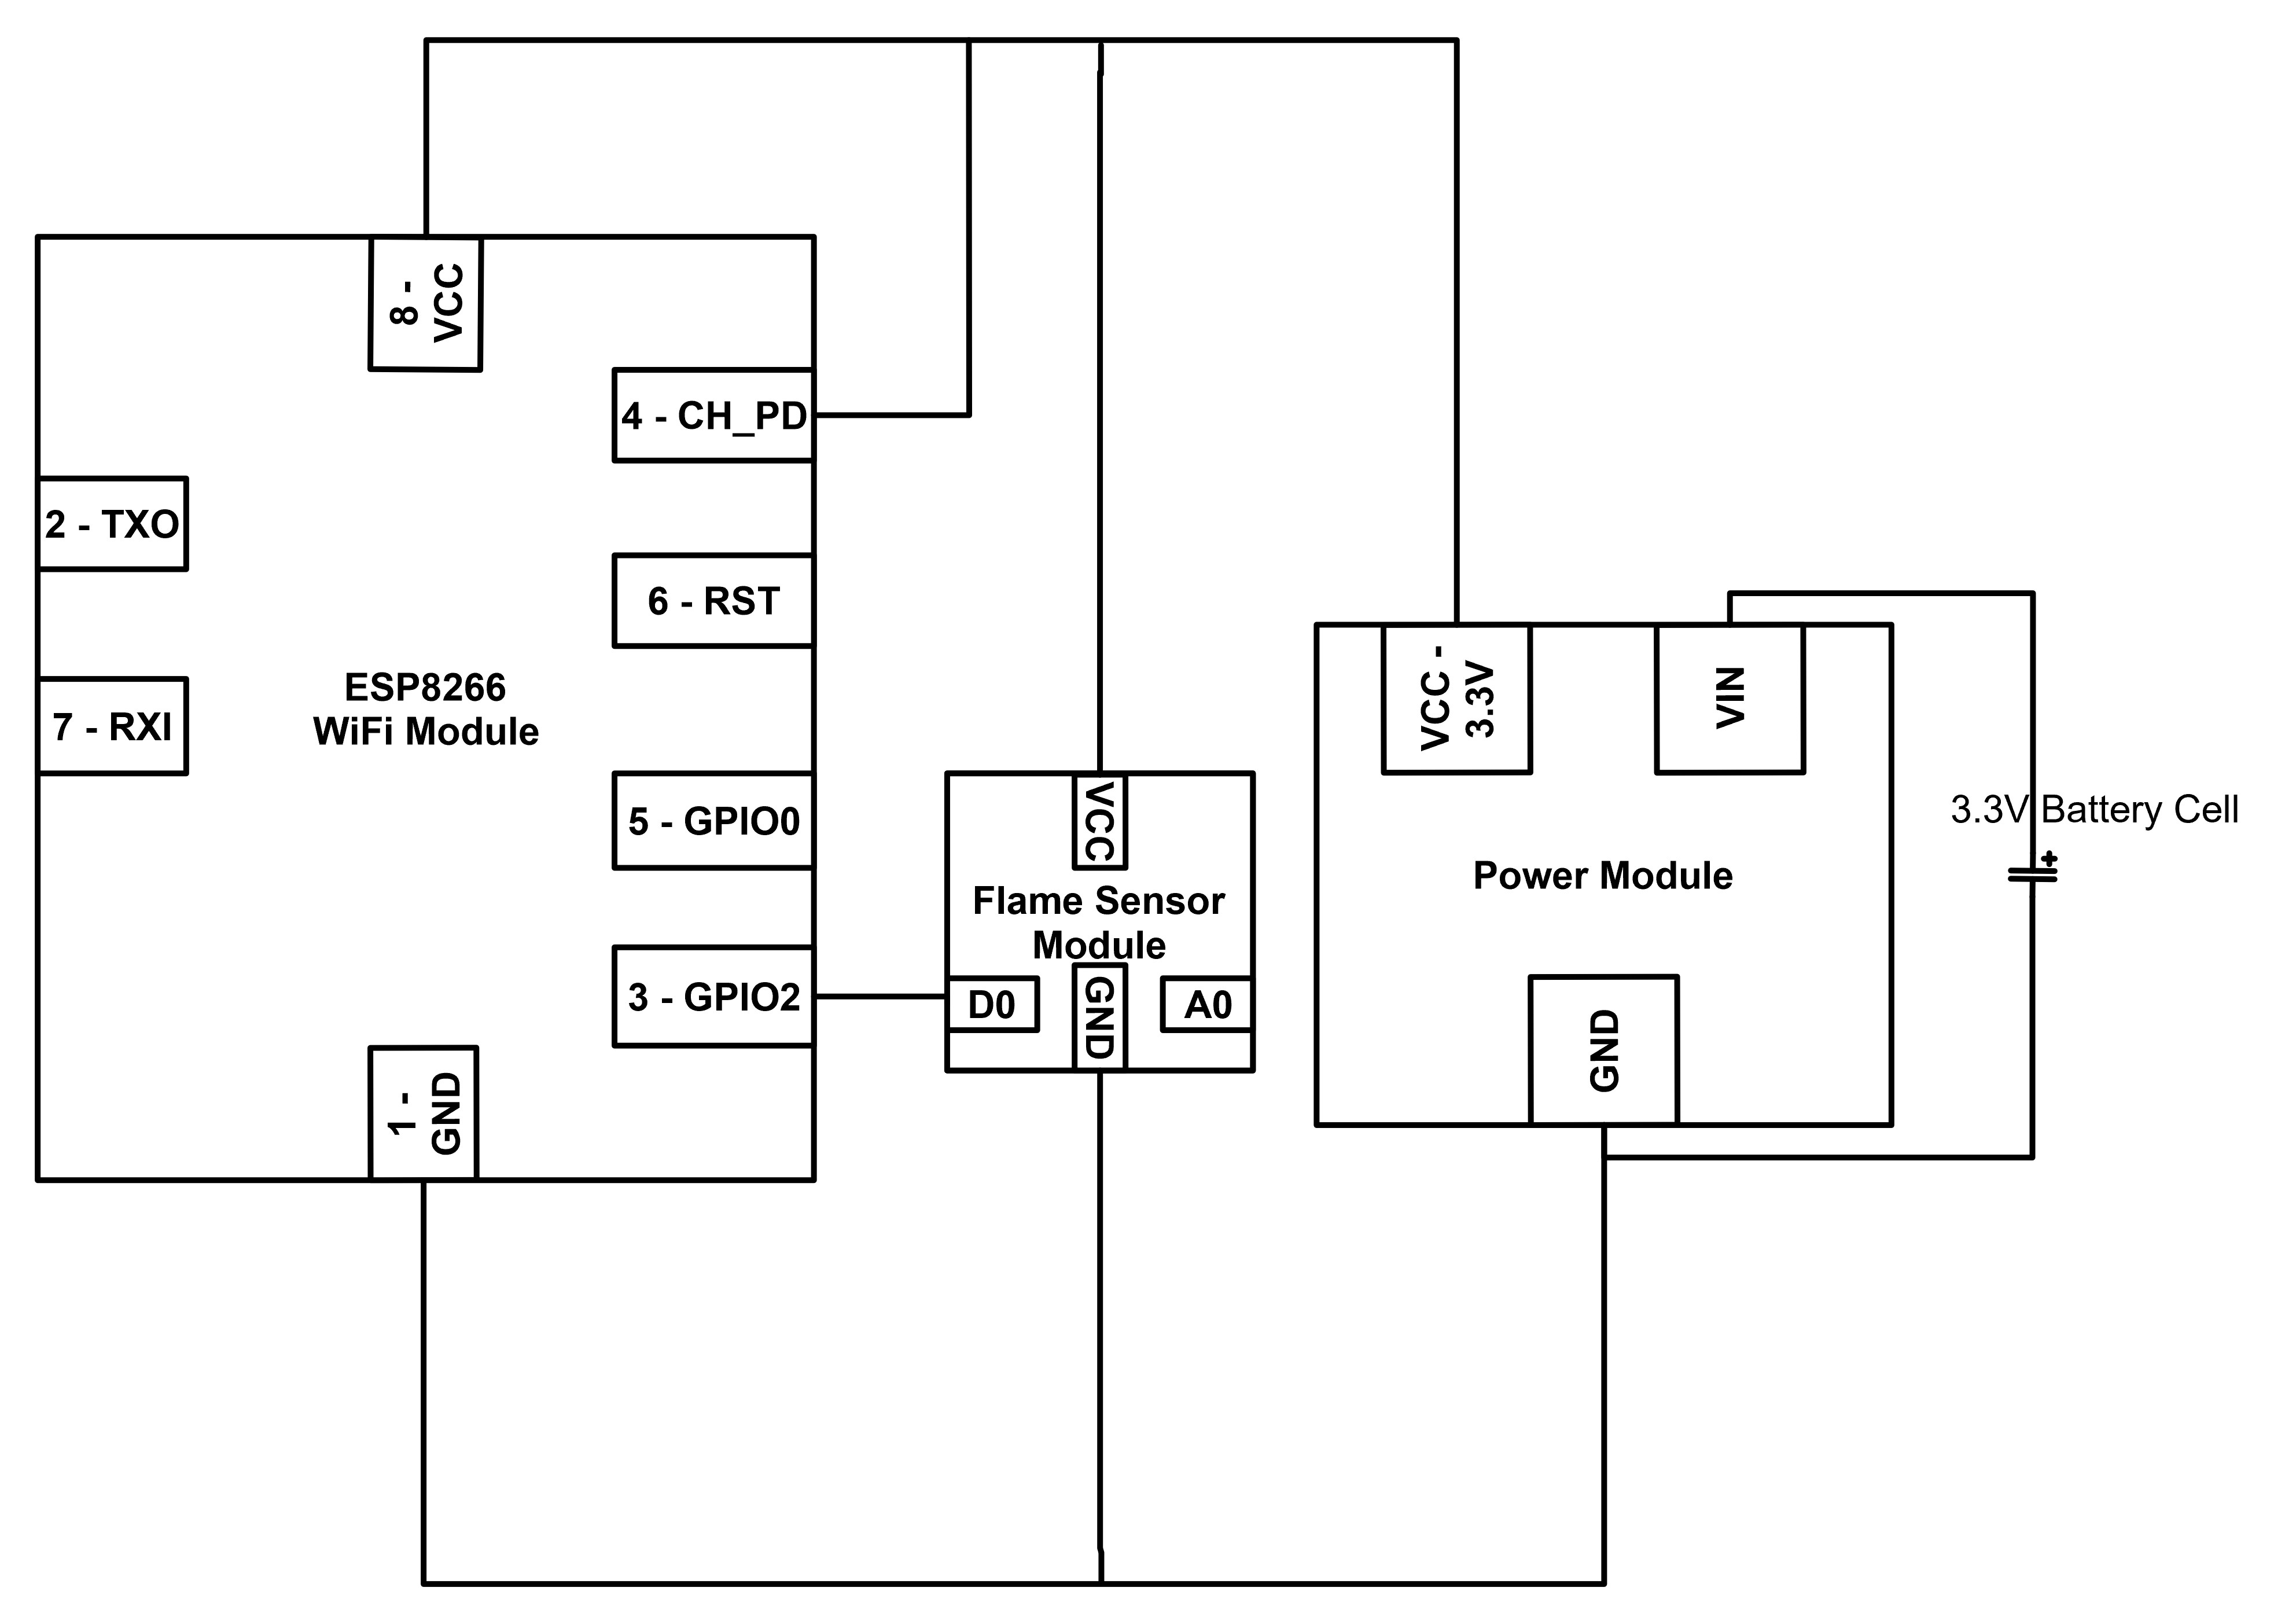 8 -
VCC
4 - CH_PD
2 - TXO
6 - RST
7 - RXI
ESP8266
WiFi Module
5 - GPIO0
3 - GPIO2
1 -
GND
VCC
Flame Sensor
Module
D0
GND
A0
VCC -
3.3V
VIN
Power Module
GND
3.3V Battery Cell
+